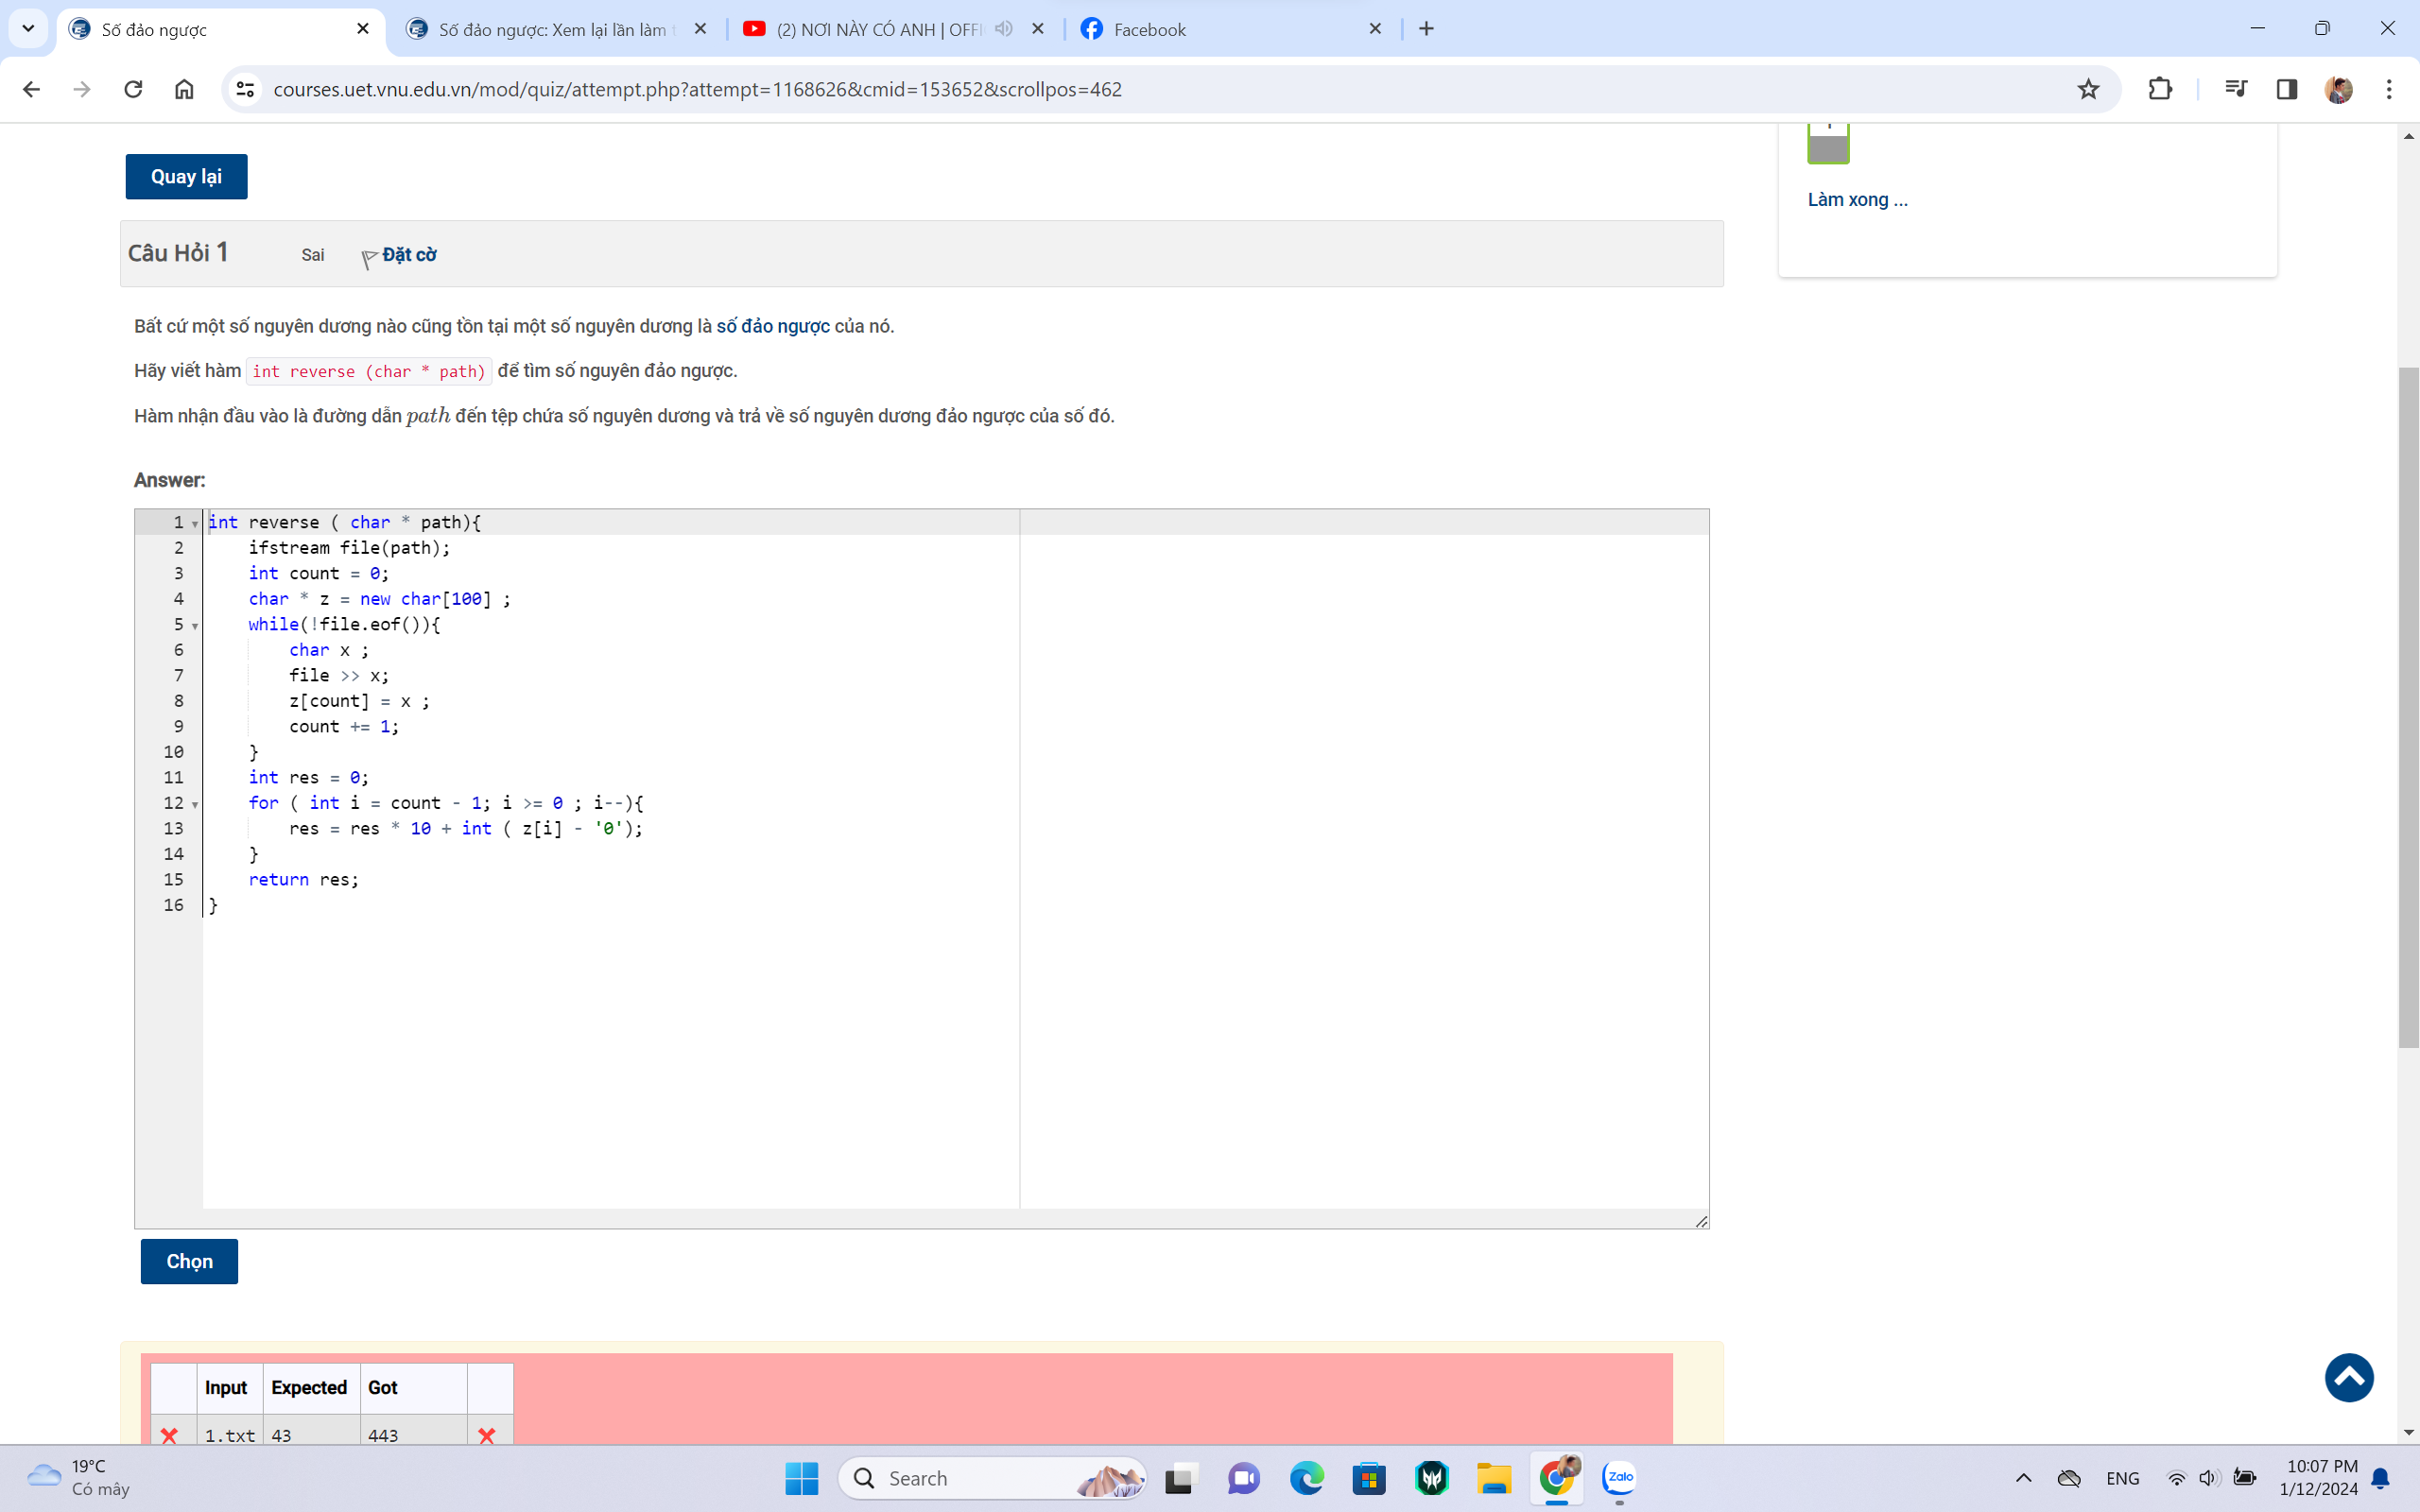 Số đảo ngược
Số đảo ngược: Xem lại lần làm
(2) NƠI NÀY CÓ ANH | OFFI
Facebook
courses.uet.vnu.edu.vn/mod/quiz/attempt.php?attempt=1168626&cmid=153652&scrollpos=462
Quay lại
Làm xong ...
Câu Hỏi 1 Sai Đặt cờ
Bất cứ một số nguyên dương nào cũng tồn tại một số nguyên dương là số đảo ngược của nó.
Hãy viết hàm int reverse (char * path) để tìm số nguyên đảo ngược.
Hàm nhận đầu vào là đường dẫn path đến tệp chứa số nguyên dương và trả về số nguyên dương đảo ngược của số đó.
Answer:
1 int reverse ( char * path){
2 ifstream file(path);
3 int count = 0;
4 char * z = new char[100] ;
5 while(!file.eof()){
6 char x ;
7 file >> x;
8 z[count] = x ;
9 count += 1;
10 }
11 int res = 0;
12 for ( int i = count - 1; i >= 0 ; i--){
13 res = res * 10 + int ( z[i] - '0');
14 }
15 return res;
16 }
Chọn
Input Expected Got
1.txt 43 443
19°C
Có mây
Search
Zalo
ENG
10:07 PM
1/12/2024